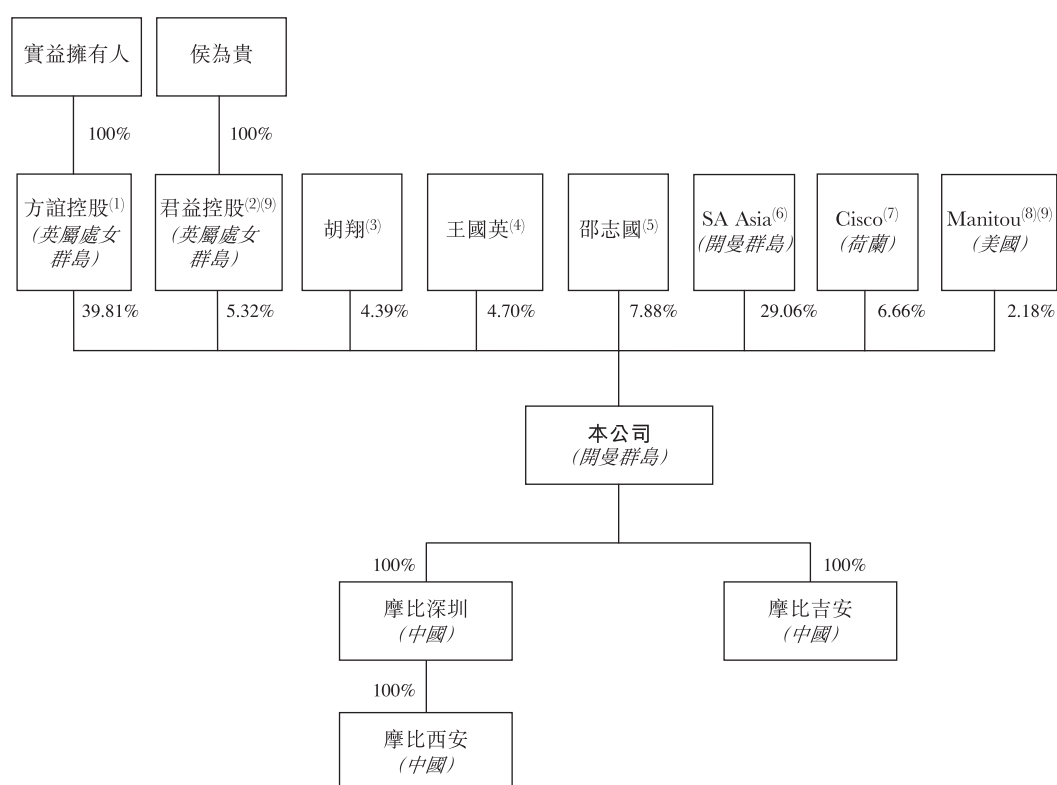 實益擁有人
侯為貴
100%
100%
方誼控股(1)
（英屬處女
群島）
君益控股(2)(9)
（英屬處女
群島）
胡翔(3)
王國英(4)
邵志國(5)
SA Asia(6)
（開曼群島）
Cisco(7)
（荷蘭）
Manitou(8)(9)
（美國）
39.81%
5.32%
4.39%
4.70%
7.88%
29.06%
6.66%
2.18%
本公司
（開曼群島）
100%
100%
摩比深圳
（中國）
摩比吉安
（中國）
100%
摩比西安
（中國）